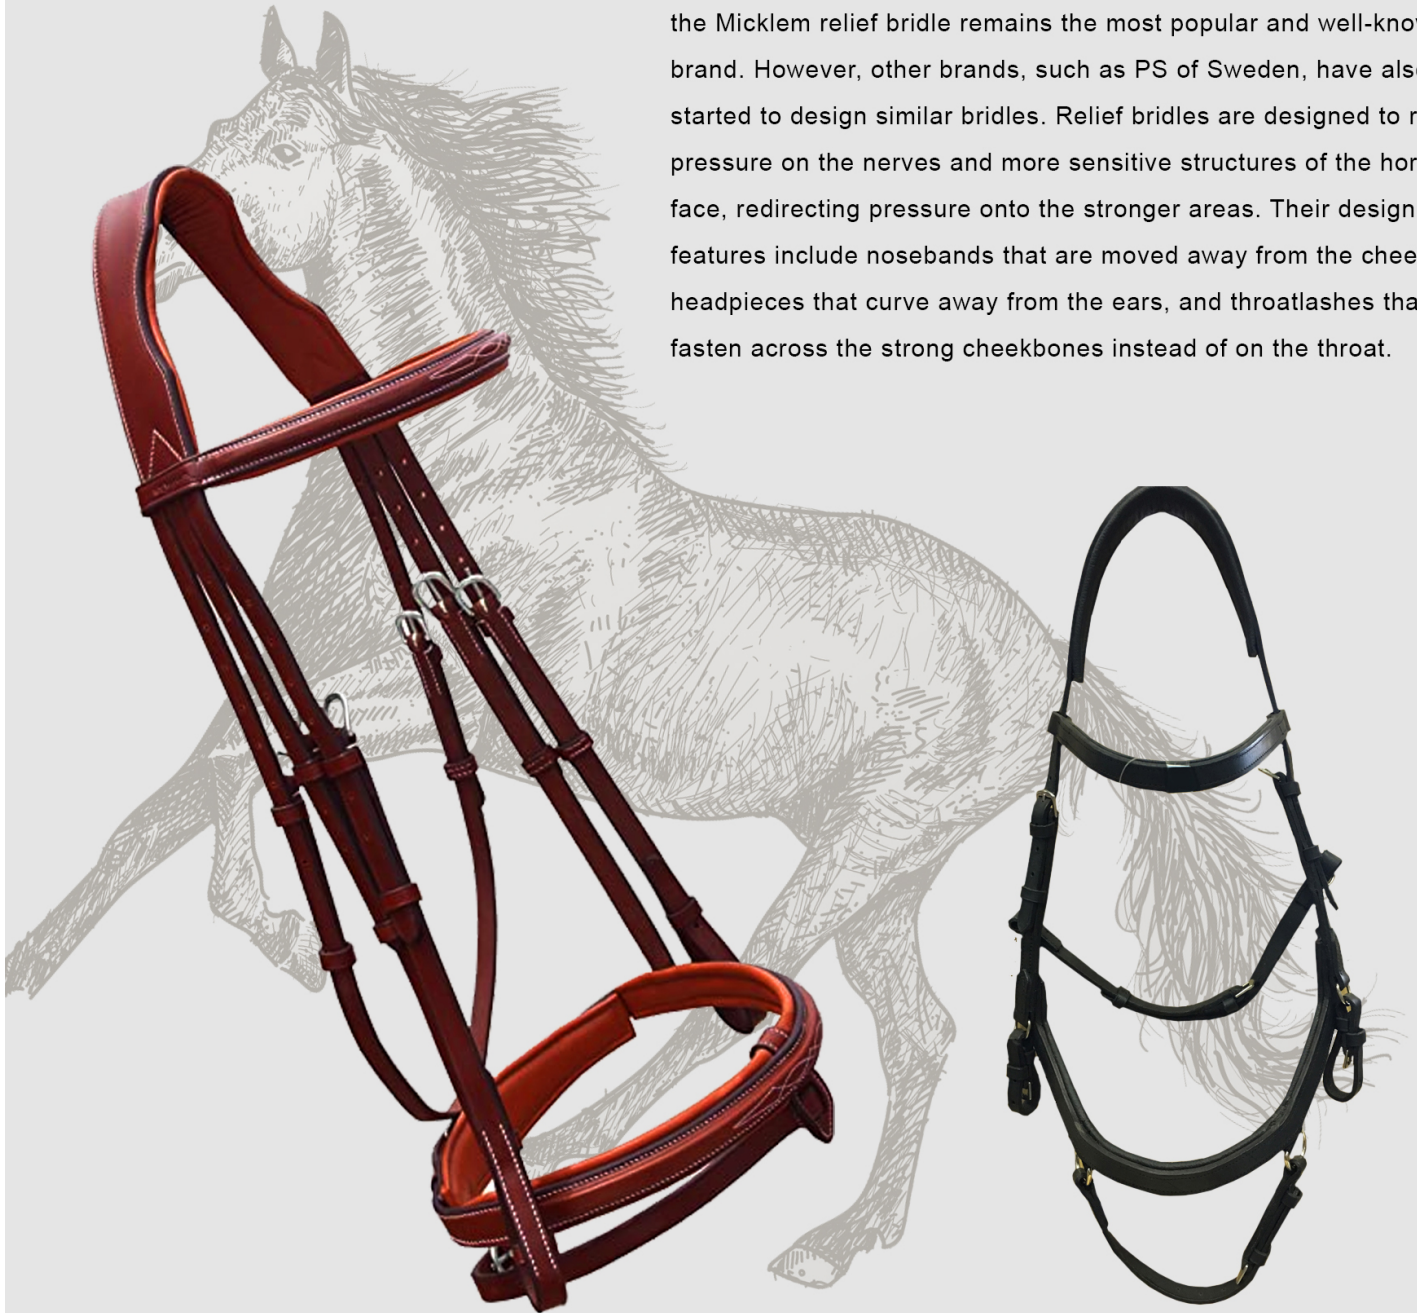 the Micklem relief bridle remains the most popular and well-kno
brand. However, other brands, such as PS of Sweden, have als
started to design similar bridles. Relief bridles are designed to r
pressure on the nerves and more sensitive structures of the hor
face, redirecting pressure onto the stronger areas. Their design
features include nosebands that are moved away from the chee
headpieces that curve away from the ears, and throatlashes tha
fasten across the strong cheekbones instead of on the throat.